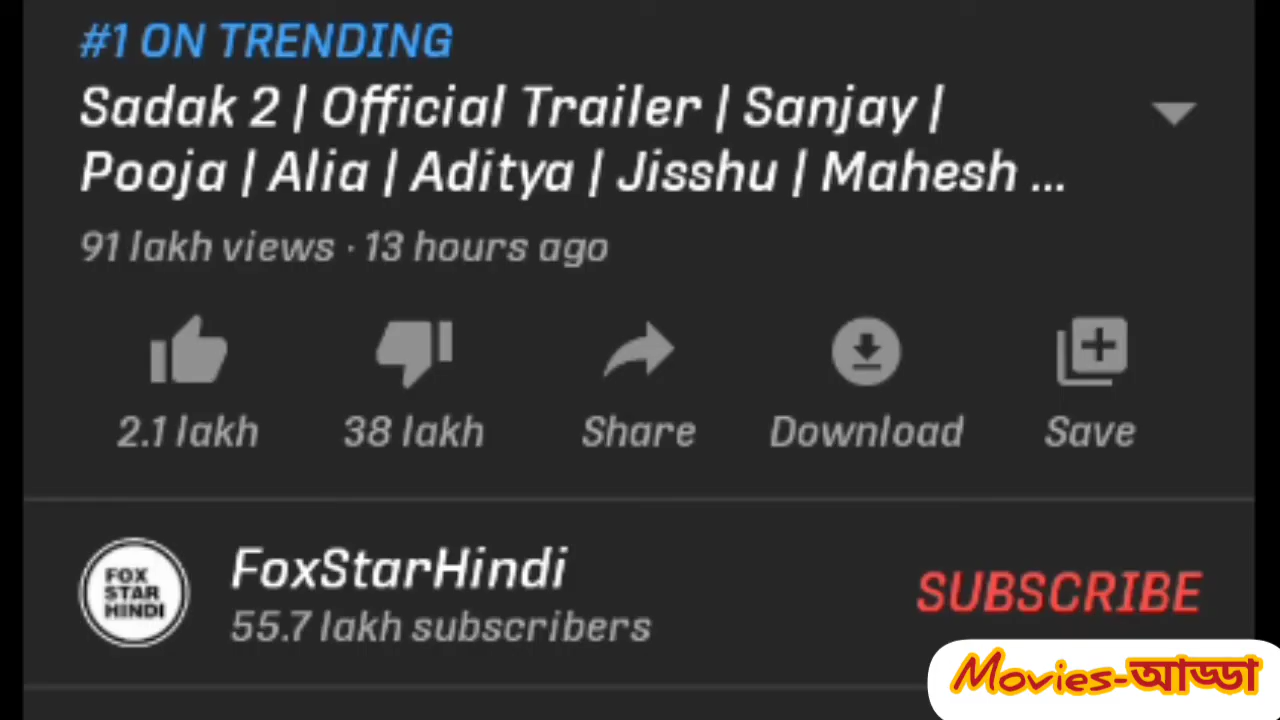 #1 ON TRENDING
Sadak 2 | Official Trailer | Sanjay |
Pooja | Alia | Aditya | Jisshu | Mahesh ...
91 lakh views · 13 hours ago
2.1 lakh
38 lakh
Share
Download
Save
FOX
STAR
HINDI
FoxStarHindi
55.7 lakh subscribers
SUBSCRIBE
Movies-আড্ডা